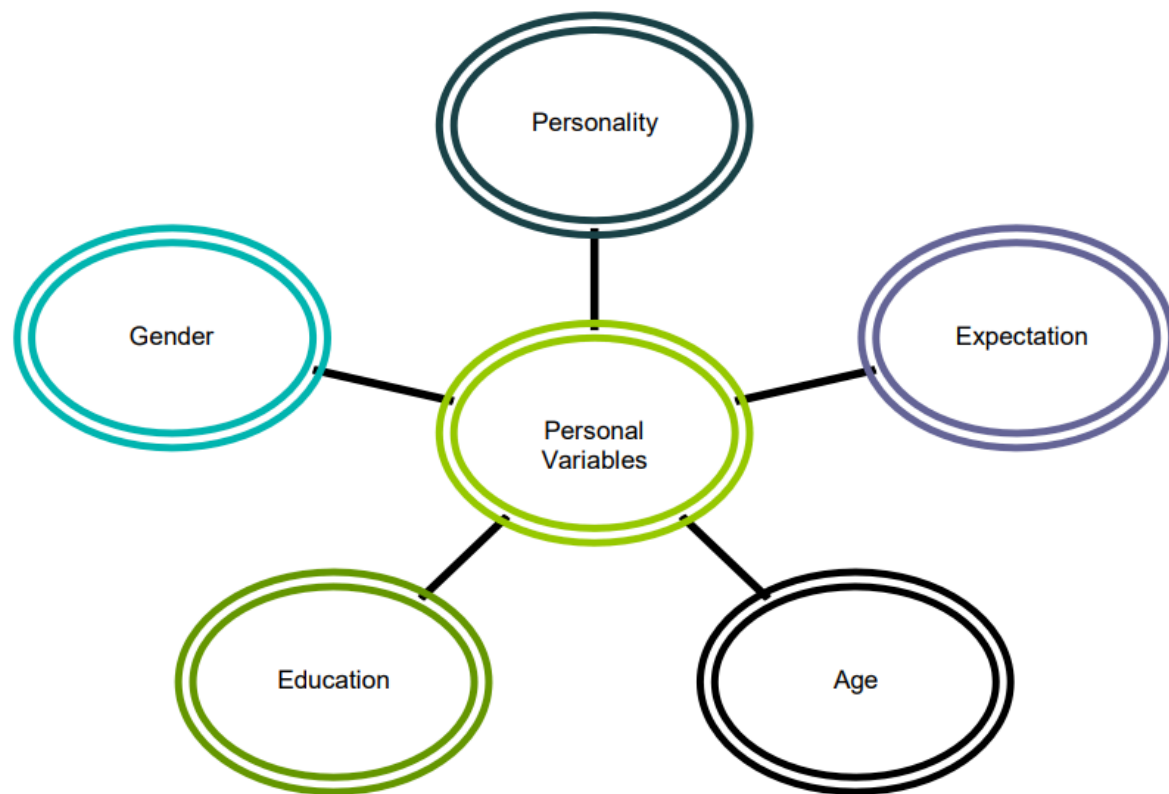 Personality
Gender
Expectation
Personal
Variables
Education
Age